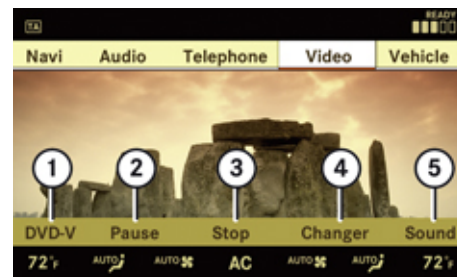 TA READY
Navi Audio Telephone Video Vehicle
1 2 3 4 5
DVD-V Pause Stop Changer Sound
72°F AUTO AUTO AC AUTO AUTO 72°F